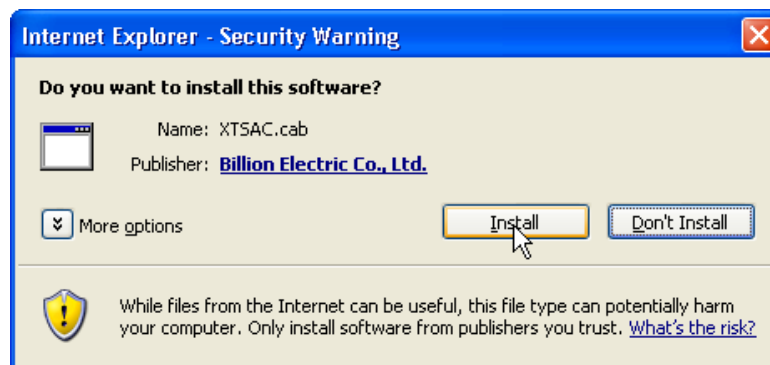 Internet Explorer - Security Warning
Do you want to install this software?
Name: XTSAC.cab
Publisher: Billion Electric Co., Ltd.
More options
Install
Don't Install
While files from the Internet can be useful, this file type can potentially harm
your computer. Only install software from publishers you trust. What's the risk?